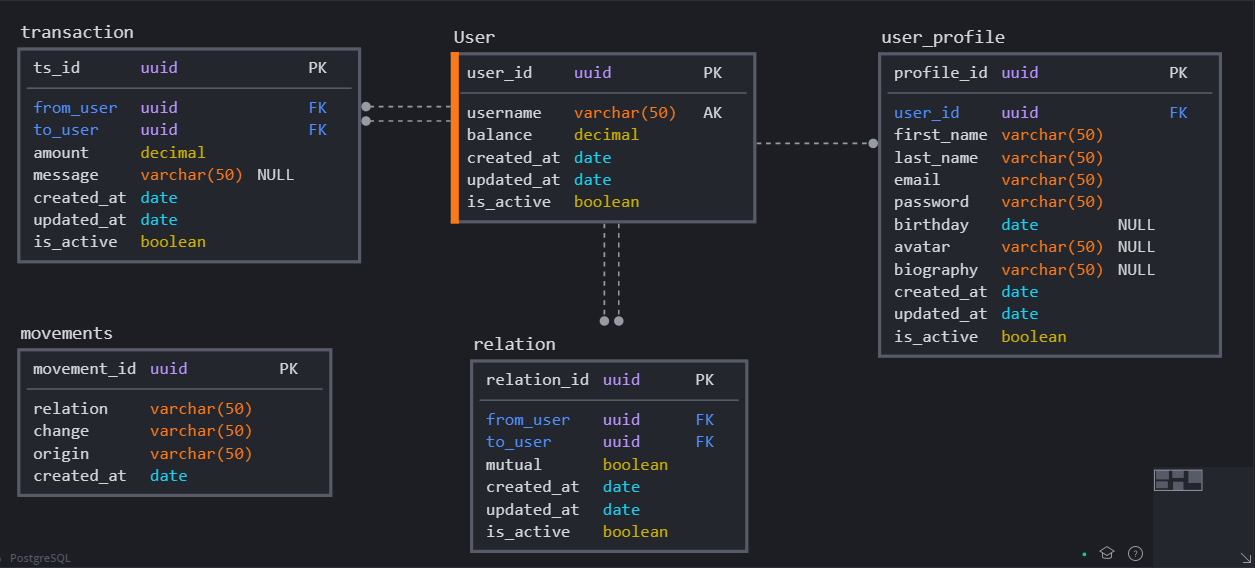 transaction
ts_id uuid PK
from_user uuid FK
to_user uuid FK
amount decimal
message varchar(50) NULL
created_at date
updated_at date
is_active boolean
User
user_id uuid PK
username varchar(50) AK
balance decimal
created_at date
updated_at date
is_active boolean
user_profile
profile_id uuid PK
user_id uuid FK
first_name varchar(50)
last_name varchar(50)
email varchar(50)
password varchar(50)
birthday date NULL
avatar varchar(50) NULL
biography varchar(50) NULL
created_at date
updated_at date
is_active boolean
movements
movement_id uuid PK
relation varchar(50)
change varchar(50)
origin varchar(50)
created_at date
relation
relation_id uuid PK
from_user uuid FK
to_user uuid FK
mutual boolean
created_at date
updated_at date
is_active boolean
PostgreSQL